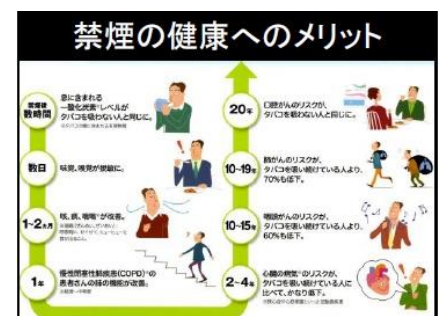 禁煙の健康へのメリット
禁煙後
数時間
息に含まれる
一酸化炭素*レベルが
タバコを吸わない人と同じに。
数日
味覚、嗅覚が敏感に。
1~2ヵ月
咳、痰、喘鳴*が改善。
1年
慢性閉塞性肺疾患(COPD)*の
患者さんの肺の機能が改善。
※軽症~中等症
2~4年
心臓の病気*のリスクが、
タバコを吸い続けている人に
比べて、かなり低下。
10~15年
咽頭がんのリスクが、
タバコを吸い続けている人より、
60%も低下。
10~19年
肺がんのリスクが、
タバコを吸い続けている人より、
70%も低下。
20年
口腔がんのリスクが、
タバコを吸わない人と同じに。